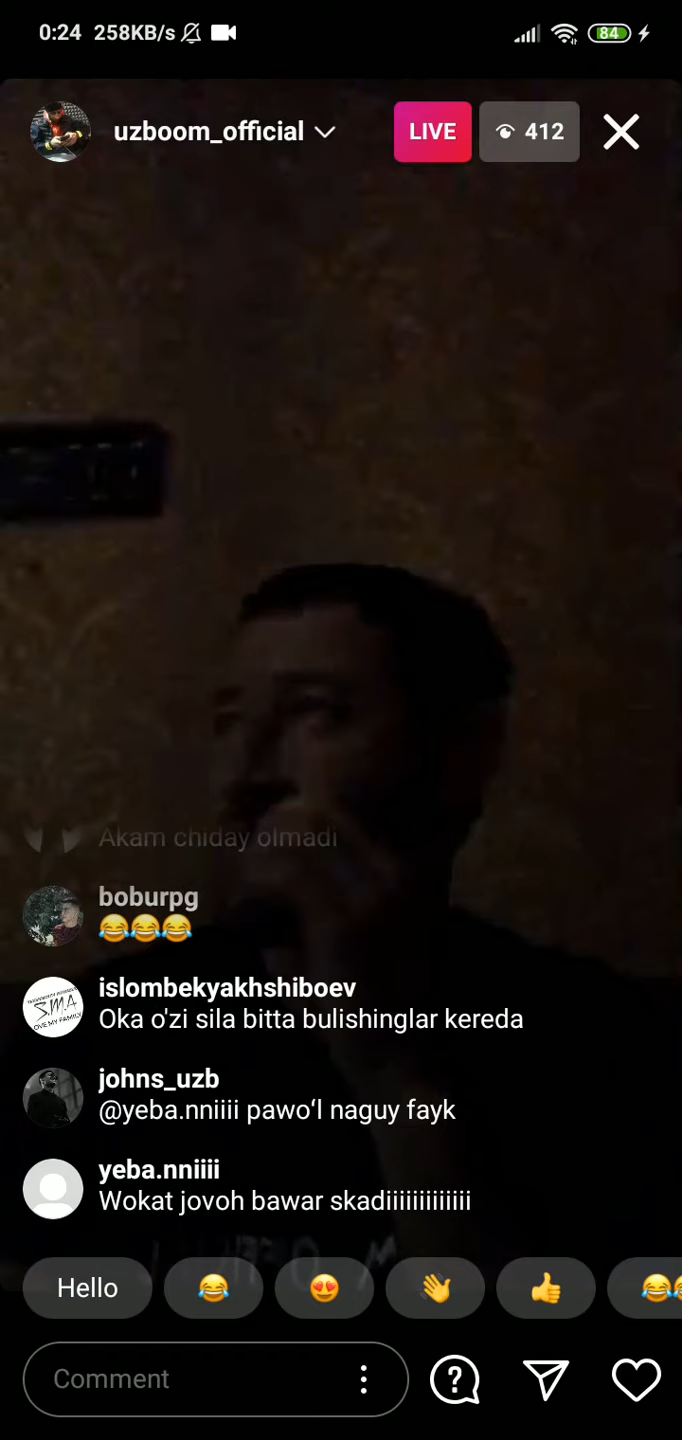 0:24 258KB/s 84
uzboom_official LIVE 412
Akam chiday olmadi
boburpg
😂😂😂
islombekyakhshiboev
S.M.A
Oka o'zi sila bitta bulishinglar kereda
johns_uzb
@yeba.nniiii pawo‘l naguy fayk
yeba.nniiii
Wokat jovoh bawar skadiiiiiiiiiiiii
Hello 😂 😍 👋 👍 😂
Comment